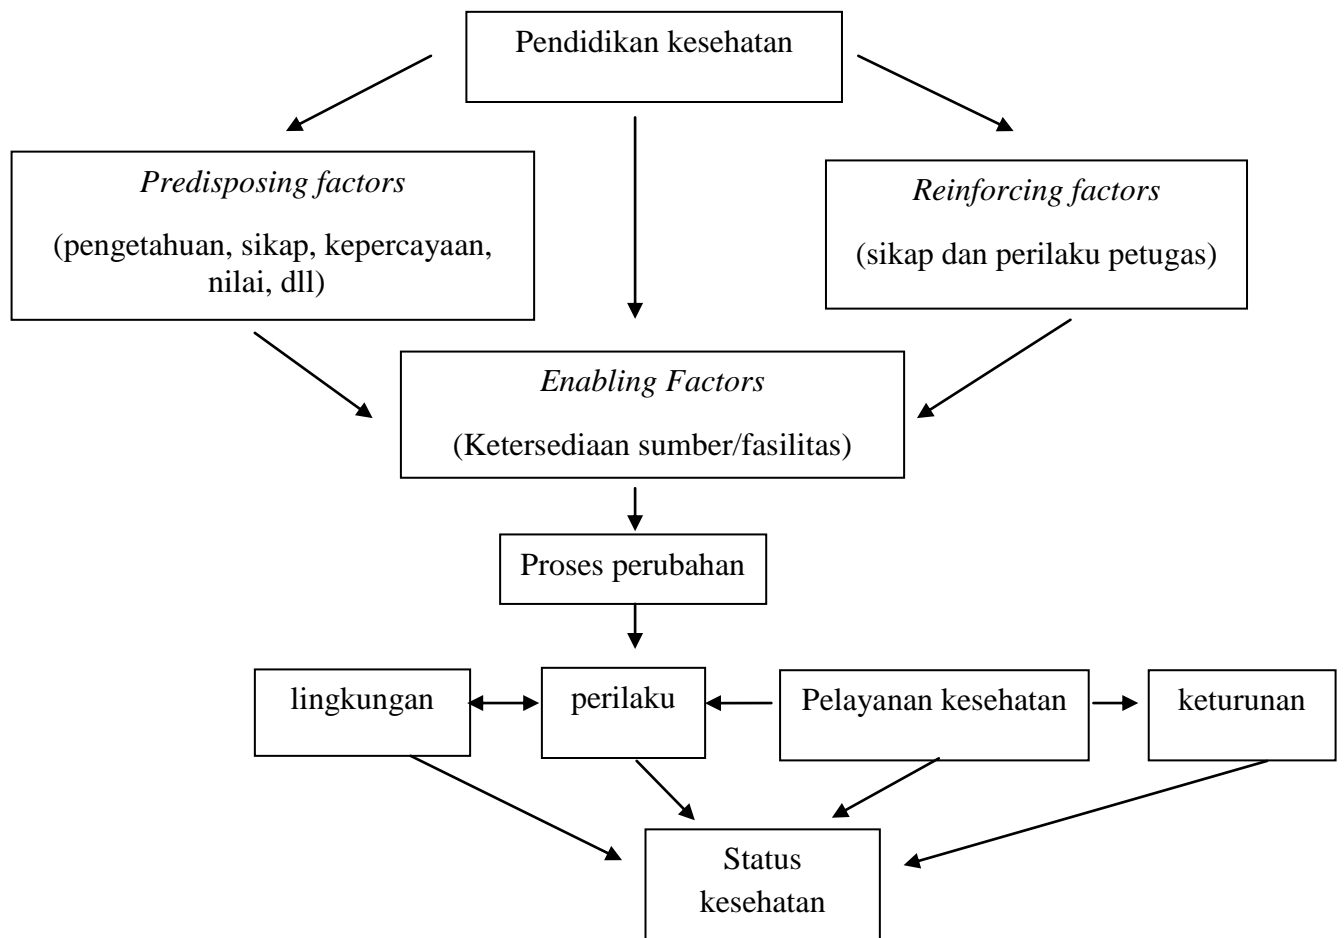 Pendidikan kesehatan
Predisposing factors
(pengetahuan, sikap, kepercayaan,
nilai, dll)
Reinforcing factors
(sikap dan perilaku petugas)
Enabling Factors
(Ketersediaan sumber/fasilitas)
Proses perubahan
lingkungan
perilaku
Pelayanan kesehatan
keturunan
Status
kesehatan